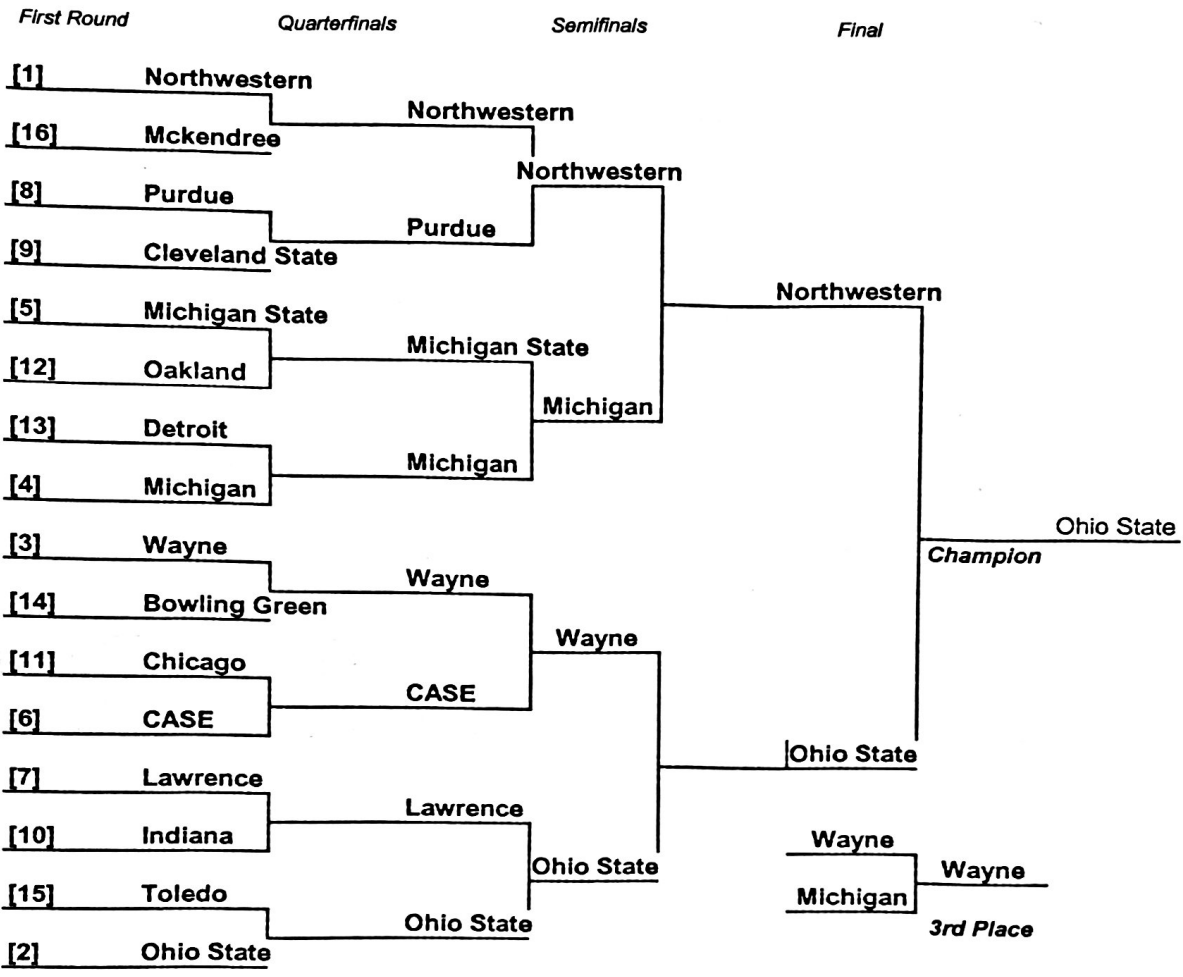 First Round Quarterfinals Semifinals Final
[1] Northwestern
Northwestern
[16] Mckendree
Northwestern
[8] Purdue
Purdue
[9] Cleveland State
Northwestern
[5] Michigan State
Michigan State
[12] Oakland
Michigan
[13] Detroit
Michigan
[4] Michigan
Ohio State
[3] Wayne
Champion
Wayne
[14] Bowling Green
Wayne
[11] Chicago
CASE
[6] CASE
Ohio State
[7] Lawrence
Lawrence
[10] Indiana
Wayne
Ohio State
Wayne
[15] Toledo
Michigan
Ohio State
3rd Place
[2] Ohio State